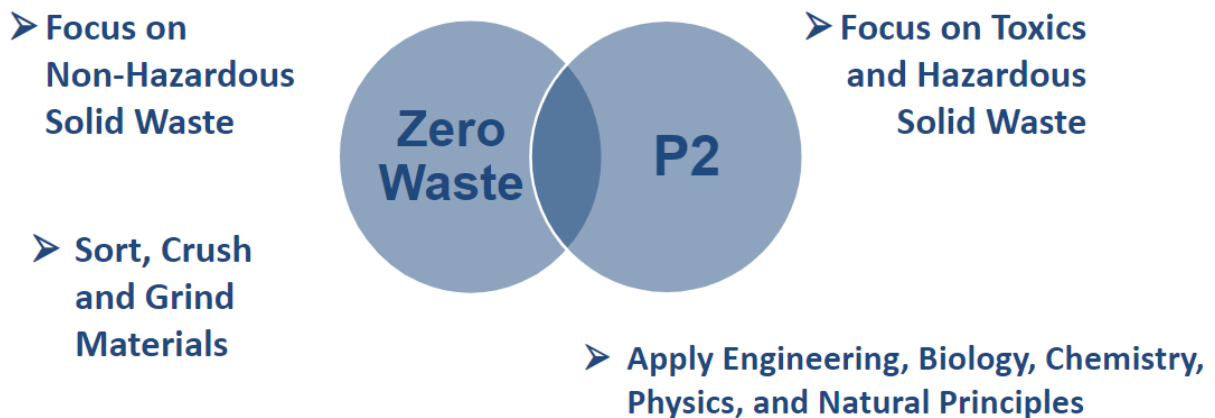 ➢ Focus on
Non-Hazardous
Solid Waste
Zero
Waste
P2
➢ Focus on Toxics
and Hazardous
Solid Waste
➢ Sort, Crush
and Grind
Materials
➢ Apply Engineering, Biology, Chemistry,
Physics, and Natural Principles